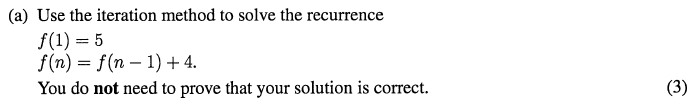 (a) Use the iteration method to solve the recurrence
f(1) = 5
f(n) = f(n − 1) + 4.
You do not need to prove that your solution is correct. (3)